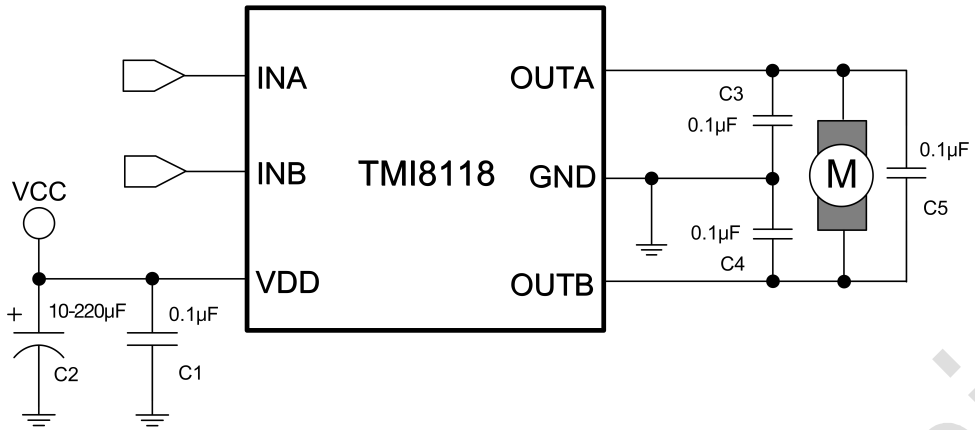 INA
OUTA
C3
0.1µF
0.1µF
INB
TMI8118
GND
M
C5
VCC
0.1µF
C4
VDD
OUTB
+
10-220µF
0.1µF
C2
C1